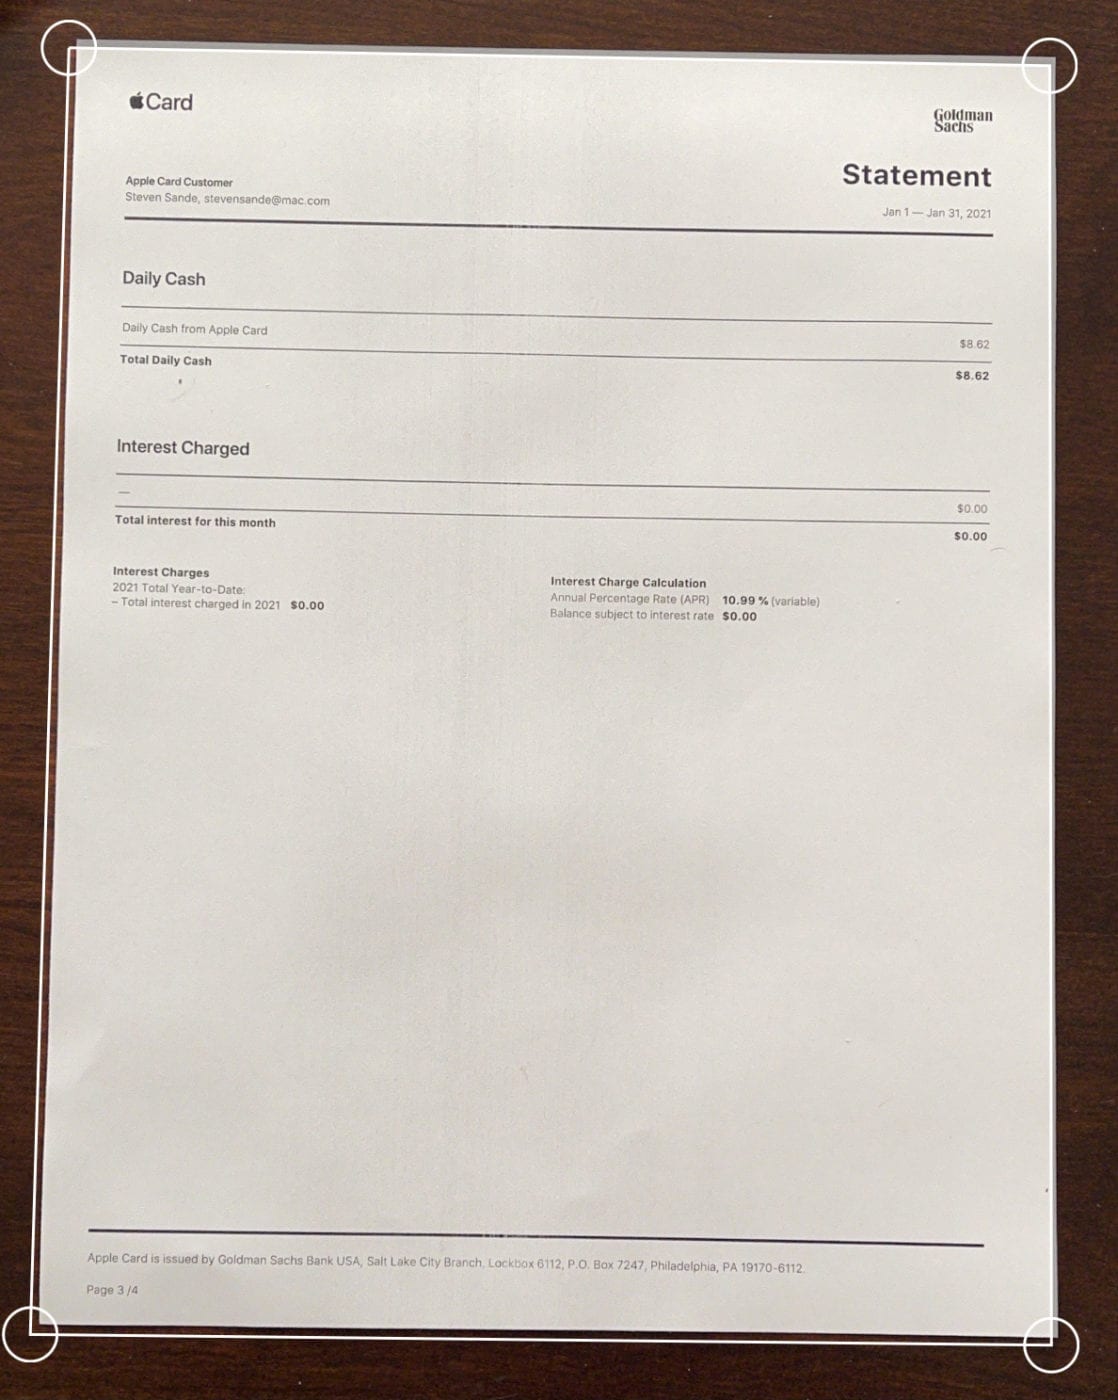 Card
Goldman
Sachs
Statement
Apple Card Customer
Steven Sande, stevensande@mac.com
Jan 1 — Jan 31, 2021
Daily Cash
Daily Cash from Apple Card $8.62
Total Daily Cash $8.62
Interest Charged
— $0.00
Total interest for this month $0.00
Interest Charges
2021 Total Year-to-Date:
– Total interest charged in 2021 $0.00
Interest Charge Calculation
Annual Percentage Rate (APR) 10.99 % (variable)
Balance subject to interest rate $0.00
Apple Card is issued by Goldman Sachs Bank USA, Salt Lake City Branch. Lockbox 6112, P.O. Box 7247, Philadelphia, PA 19170-6112.
Page 3 /4